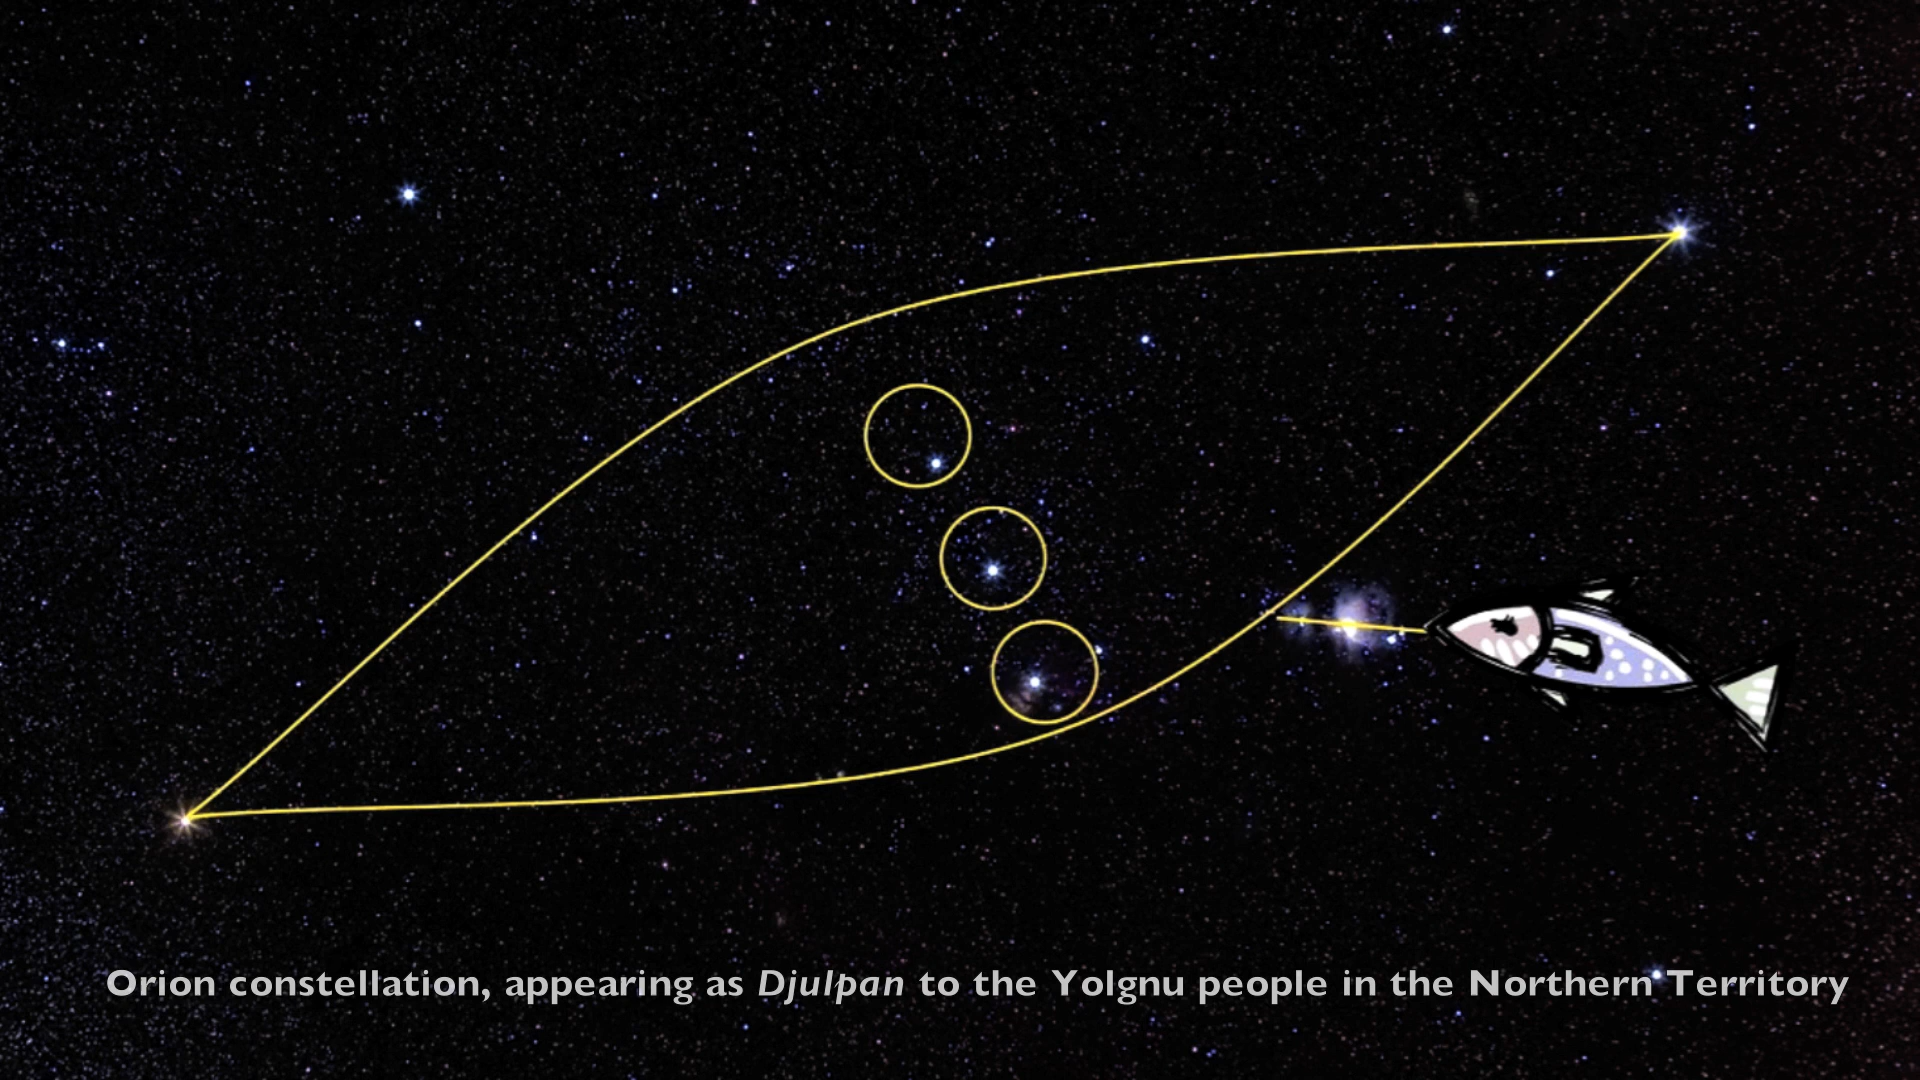 Orion constellation, appearing as Djulpan to the Yolgnu people in the Northern Territory